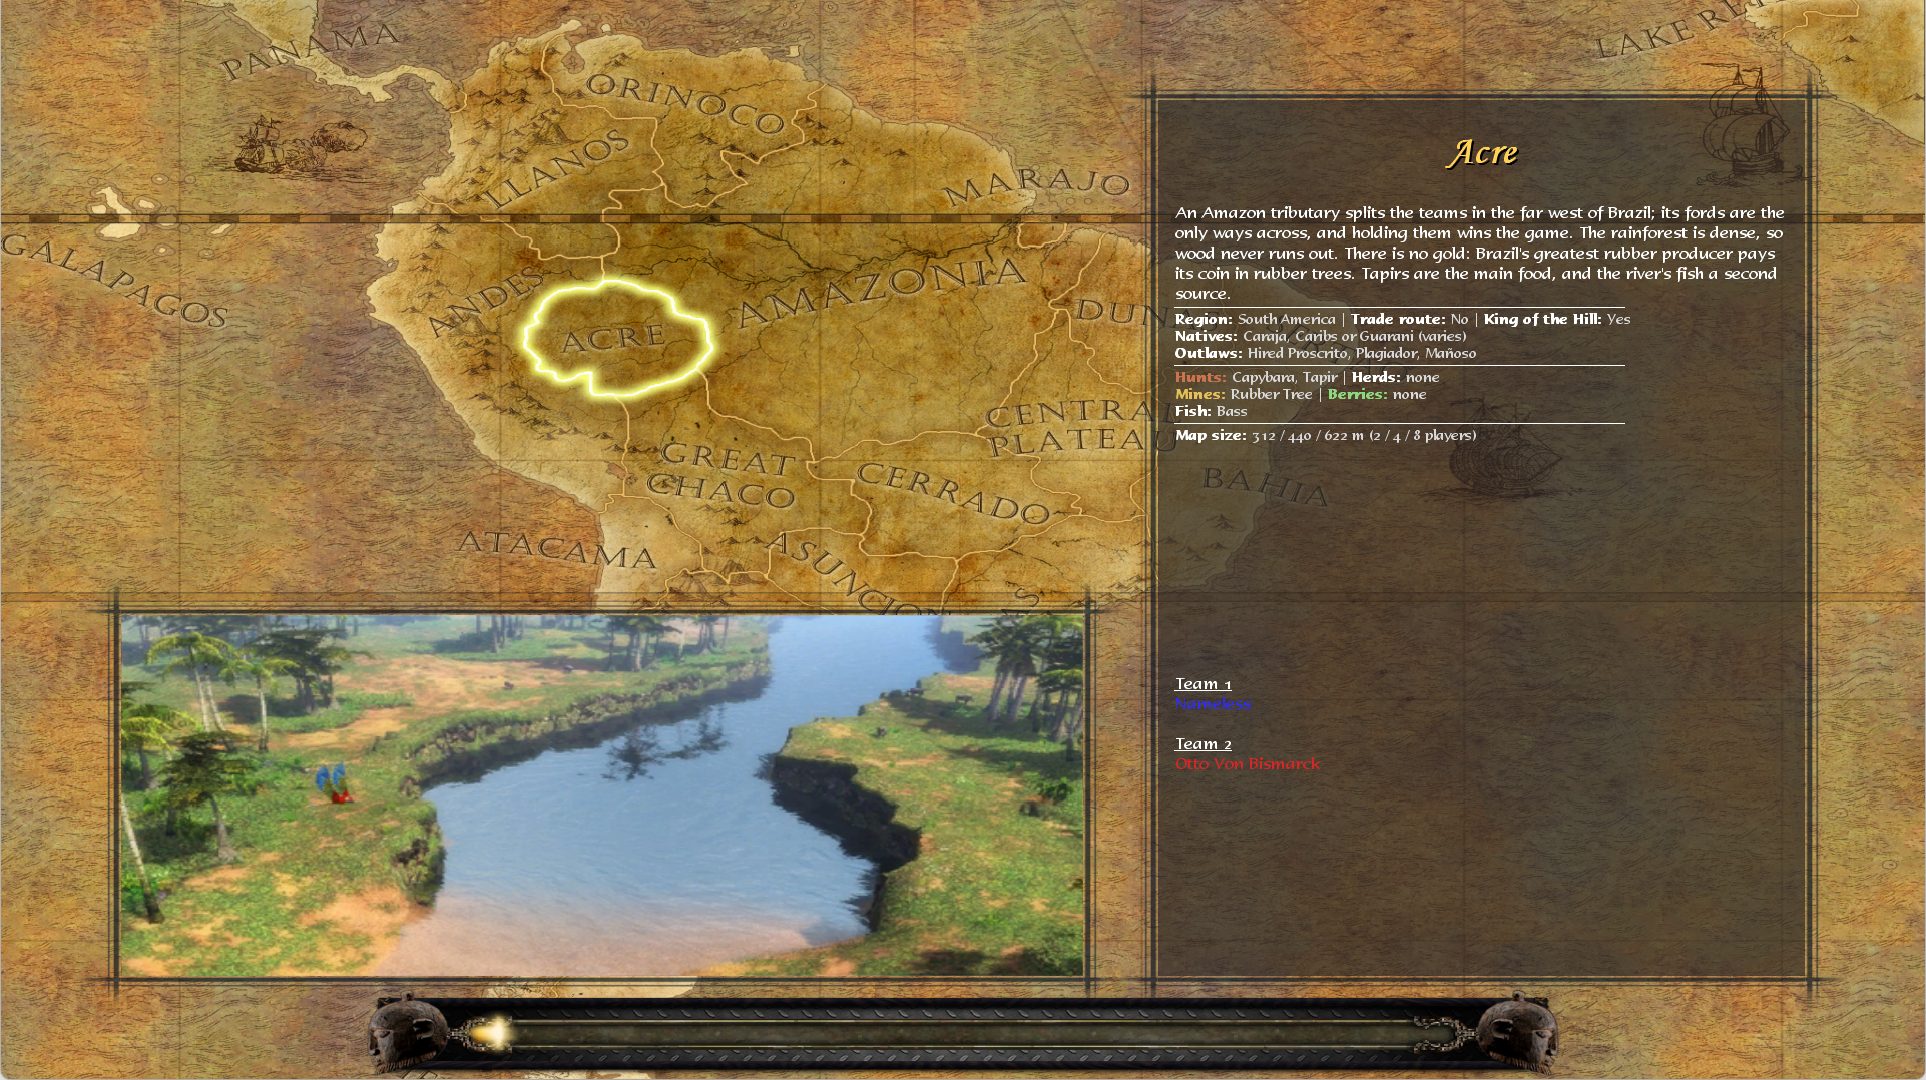 PANAMA
LAKE
ORINOCO
LLANOS
MARAJO
GALAPAGOS
ANDES
AMAZONIA
ACRE
CENTRAL
PLATEAU
GREAT
CHACO
CERRADO
BAHIA
ATACAMA
ASUNCION
Acre
An Amazon tributary splits the teams in the far west of Brazil; its fords are the
only ways across, and holding them wins the game. The rainforest is dense, so
wood never runs out. There is no gold: Brazil's greatest rubber producer pays
its coin in rubber trees. Tapirs are the main food, and the river's fish a second
source.
Region: South America | Trade route: No | King of the Hill: Yes
Natives: Caraja, Caribs or Guarani (varies)
Outlaws: Hired Proscrito, Plagiador, Mañoso
Hunts: Capybara, Tapir | Herds: none
Mines: Rubber Tree | Berries: none
Fish: Bass
Map size: 312 / 440 / 622 m (2 / 4 / 8 players)
Team 1
Nameless
Team 2
Otto Von Bismarck